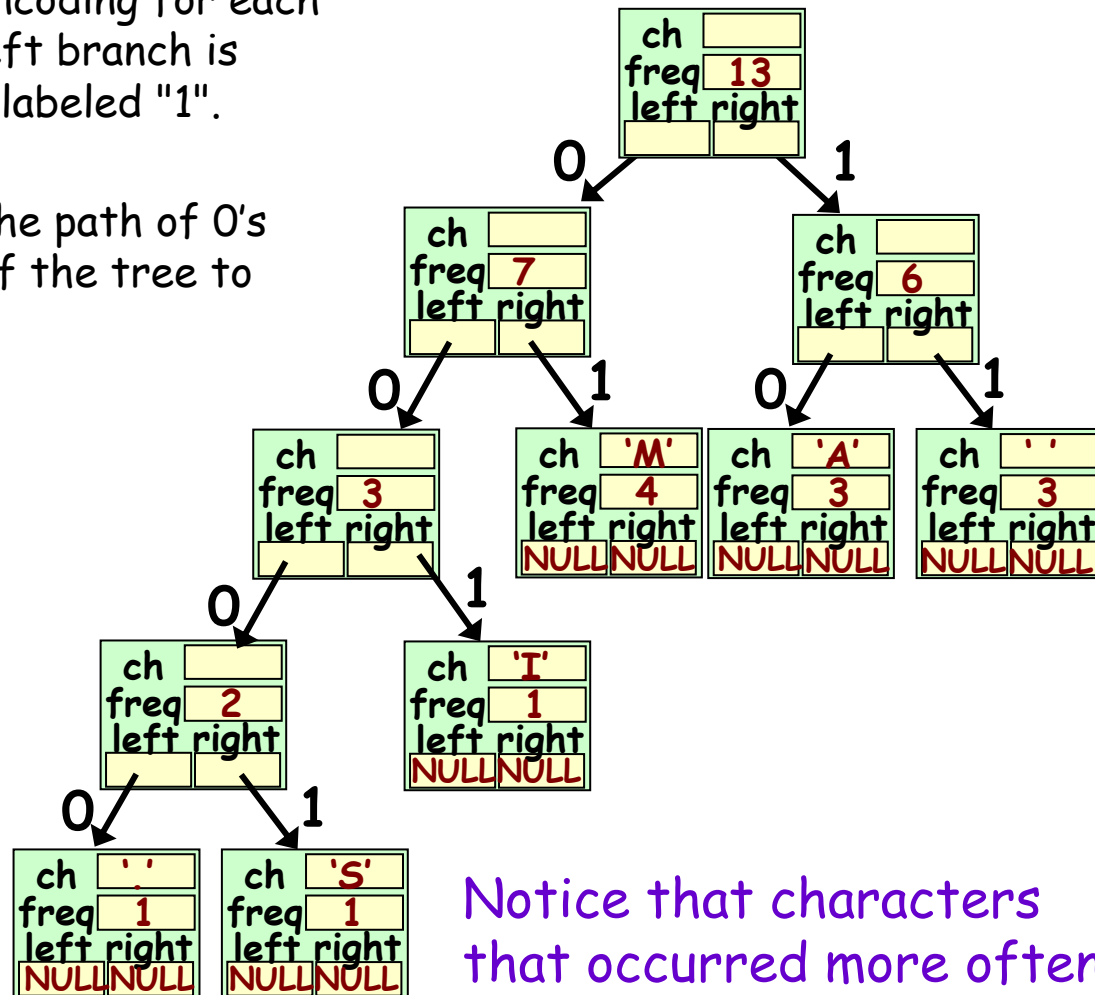 ncoding for each
eft branch is
labeled "1".
he path of 0's
f the tree to
ch
freq 13
left right
0 1
ch
freq 7
left right
ch
freq 6
left right
0 1 0 1
ch
freq 3
left right
ch 'M'
freq 4
left right
NULL NULL
ch 'A'
freq 3
left right
NULL NULL
ch ' '
freq 3
left right
NULL NULL
0 1
ch
freq 2
left right
ch 'I'
freq 1
left right
NULL NULL
0 1
ch '.'
freq 1
left right
NULL NULL
ch 'S'
freq 1
left right
NULL NULL
Notice that characters
that occurred more often